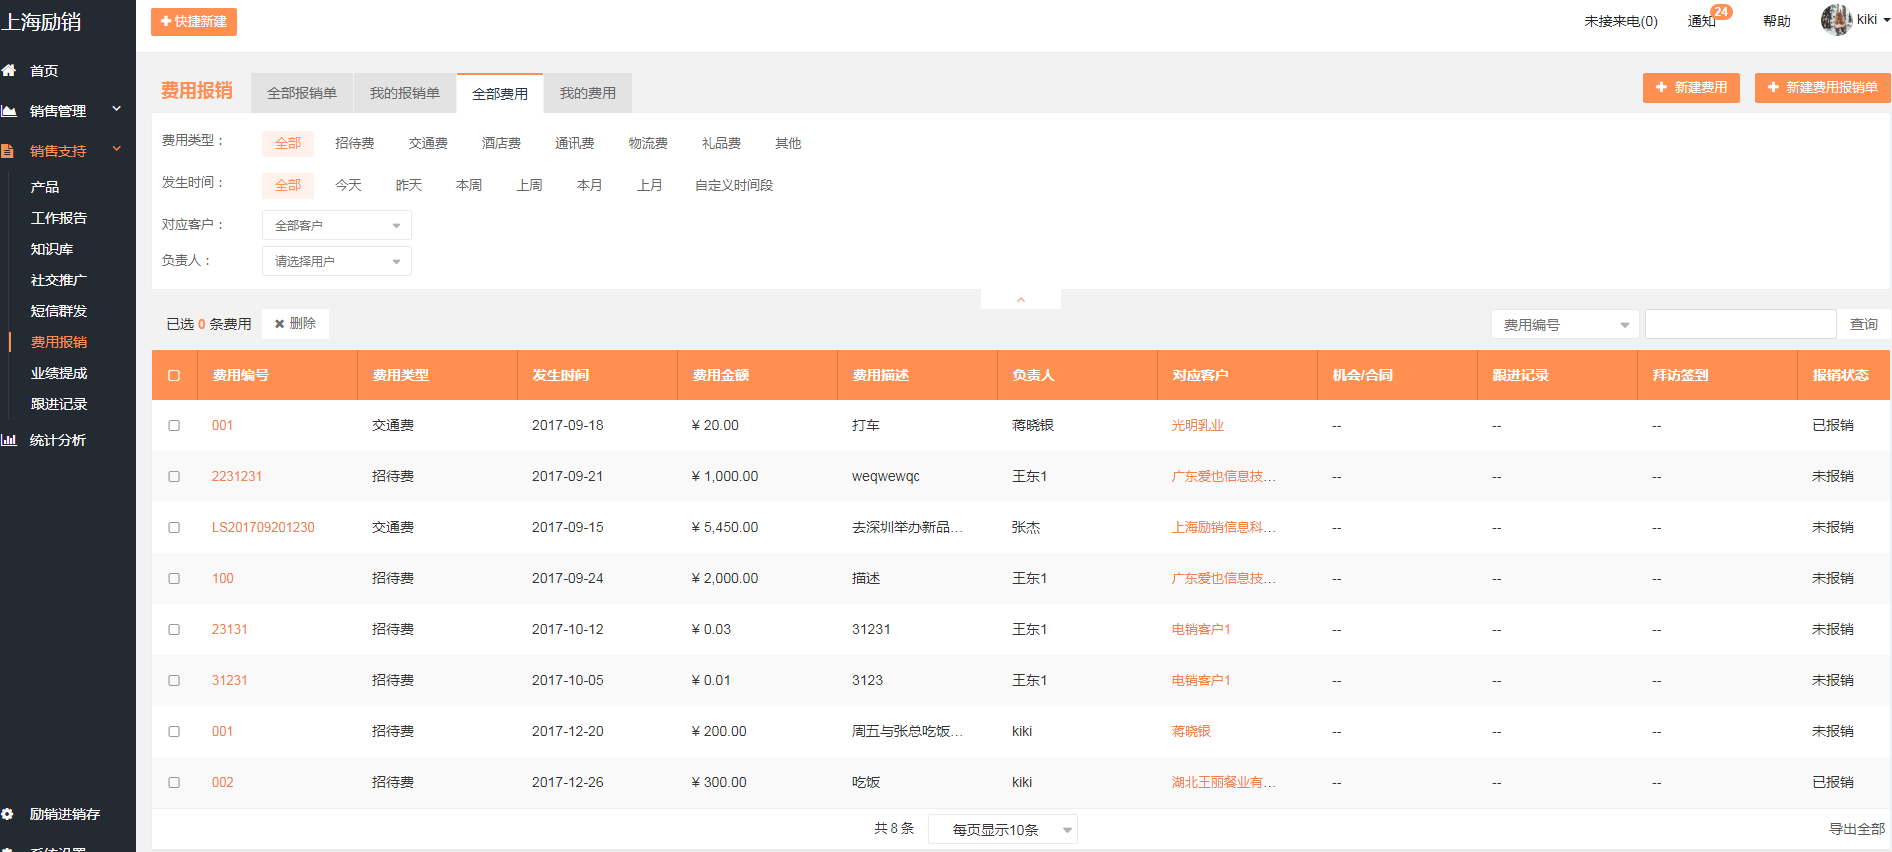 上海励销
快捷新建
未接来电(0) 通知 24 帮助 kiki
首页
销售管理
销售支持
产品
工作报告
知识库
社交推广
短信群发
费用报销
业绩提成
跟进记录
统计分析
励销进销存
系统设置
费用报销 全部报销单 我的报销单 全部费用 我的费用 新建费用 新建费用报销单
费用类型： 全部 招待费 交通费 酒店费 通讯费 物流费 礼品费 其他
发生时间： 全部 今天 昨天 本周 上周 本月 上月 自定义时间段
对应客户： 全部客户
负责人： 请选择用户
已选 0 条费用 删除 费用编号 查询
费用编号 费用类型 发生时间 费用金额 费用描述 负责人 对应客户 机会/合同 跟进记录 拜访签到 报销状态
001 交通费 2017-09-18 ¥ 20.00 打车 蒋晓银 光明乳业 -- -- -- 已报销
2231231 招待费 2017-09-21 ¥ 1,000.00 weqwewqc 王东1 广东爱也信息技... -- -- -- 未报销
LS201709201230 交通费 2017-09-15 ¥ 5,450.00 去深圳举办新品... 张杰 上海励销信息科... -- -- -- 未报销
100 招待费 2017-09-24 ¥ 2,000.00 描述 王东1 广东爱也信息技... -- -- -- 未报销
23131 招待费 2017-10-12 ¥ 0.03 31231 王东1 电销客户1 -- -- -- 未报销
31231 招待费 2017-10-05 ¥ 0.01 3123 王东1 电销客户1 -- -- -- 未报销
001 招待费 2017-12-20 ¥ 200.00 周五与张总吃饭... kiki 蒋晓银 -- -- -- 未报销
002 招待费 2017-12-26 ¥ 300.00 吃饭 kiki 湖北王丽餐业有... -- -- -- 已报销
共 8 条 每页显示10条 导出全部